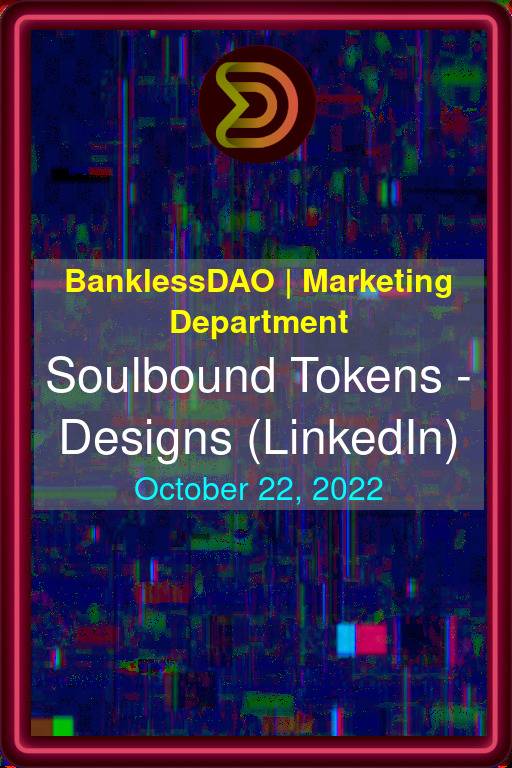 BanklessDAO | Marketing
Department
Soulbound Tokens -
Designs (LinkedIn)
October 22, 2022